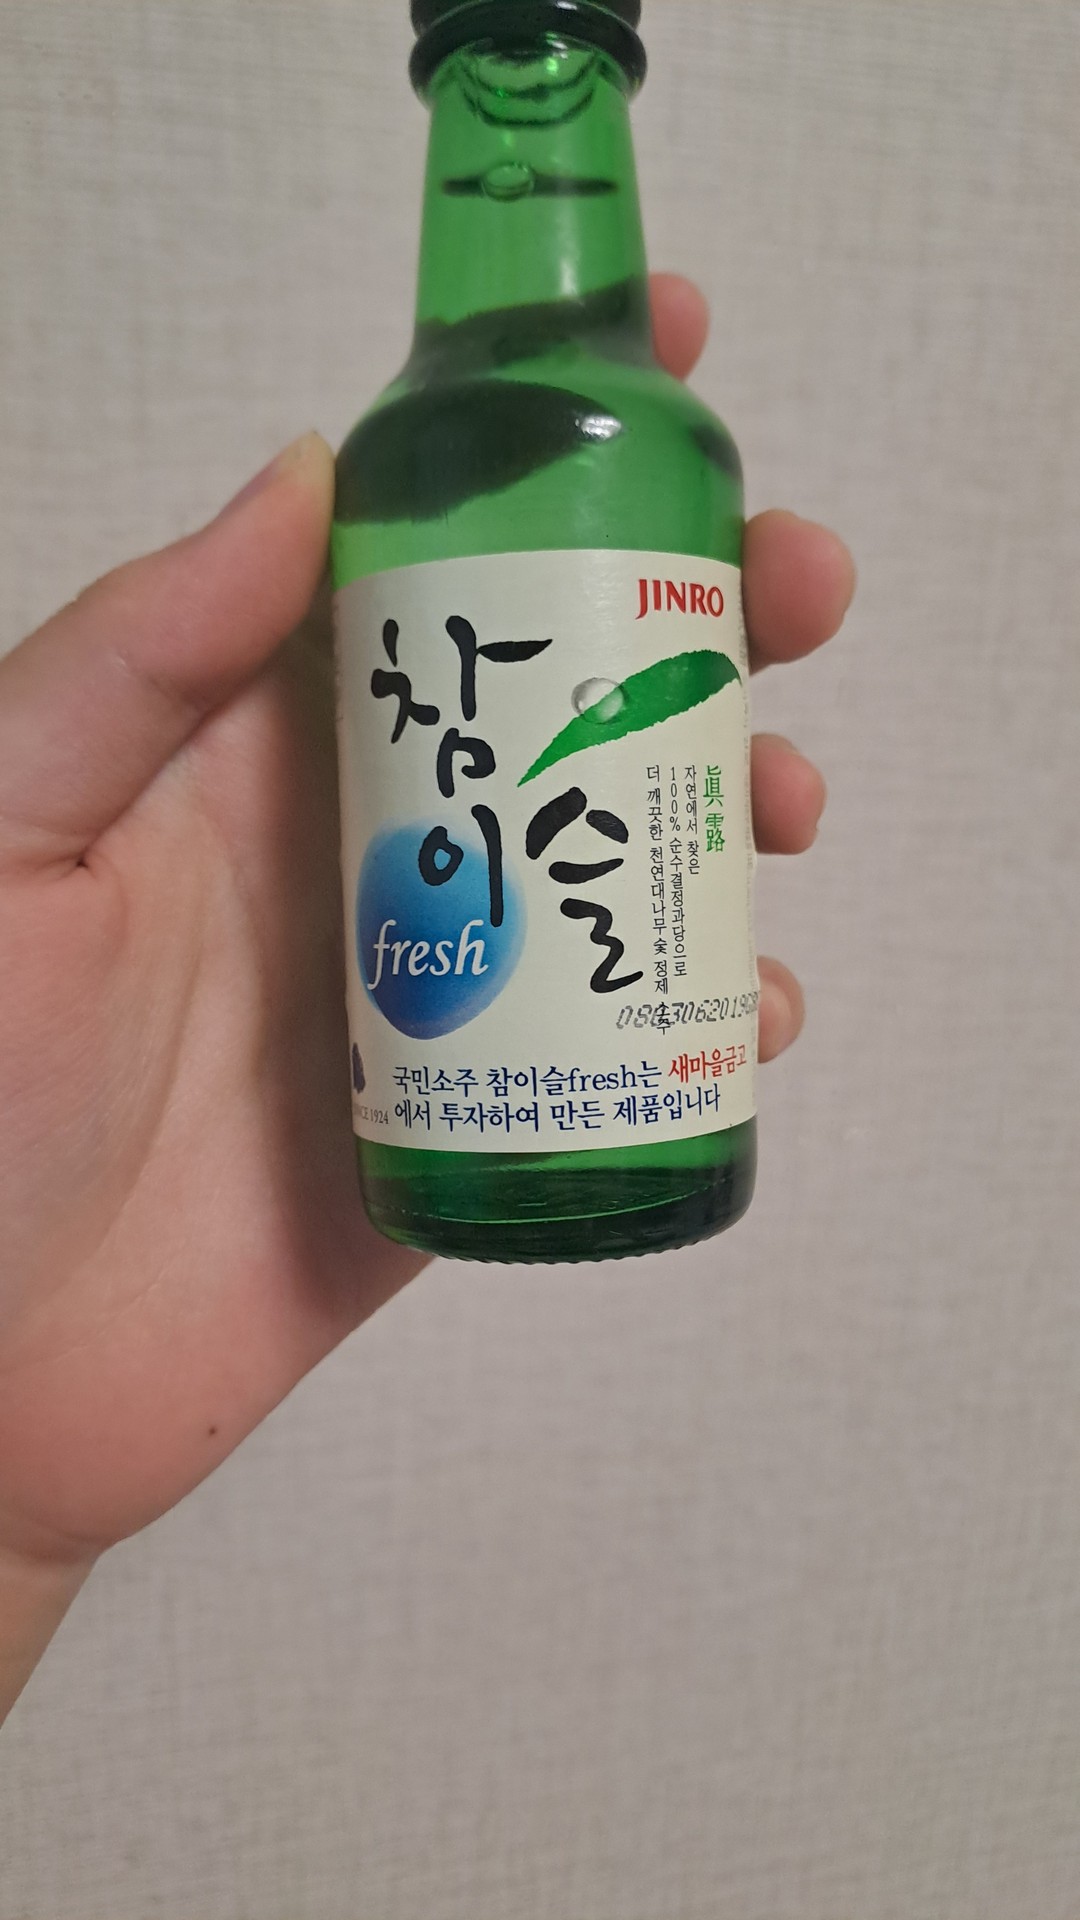 JINRO
참
이슬
fresh
眞露
자연에서 찾은
100% 순수결정과당으로
더 깨끗한 천연대나무숯 정제 소주
국민소주 참이슬fresh는 새마을금고
에서 투자하여 만든 제품입니다
1924